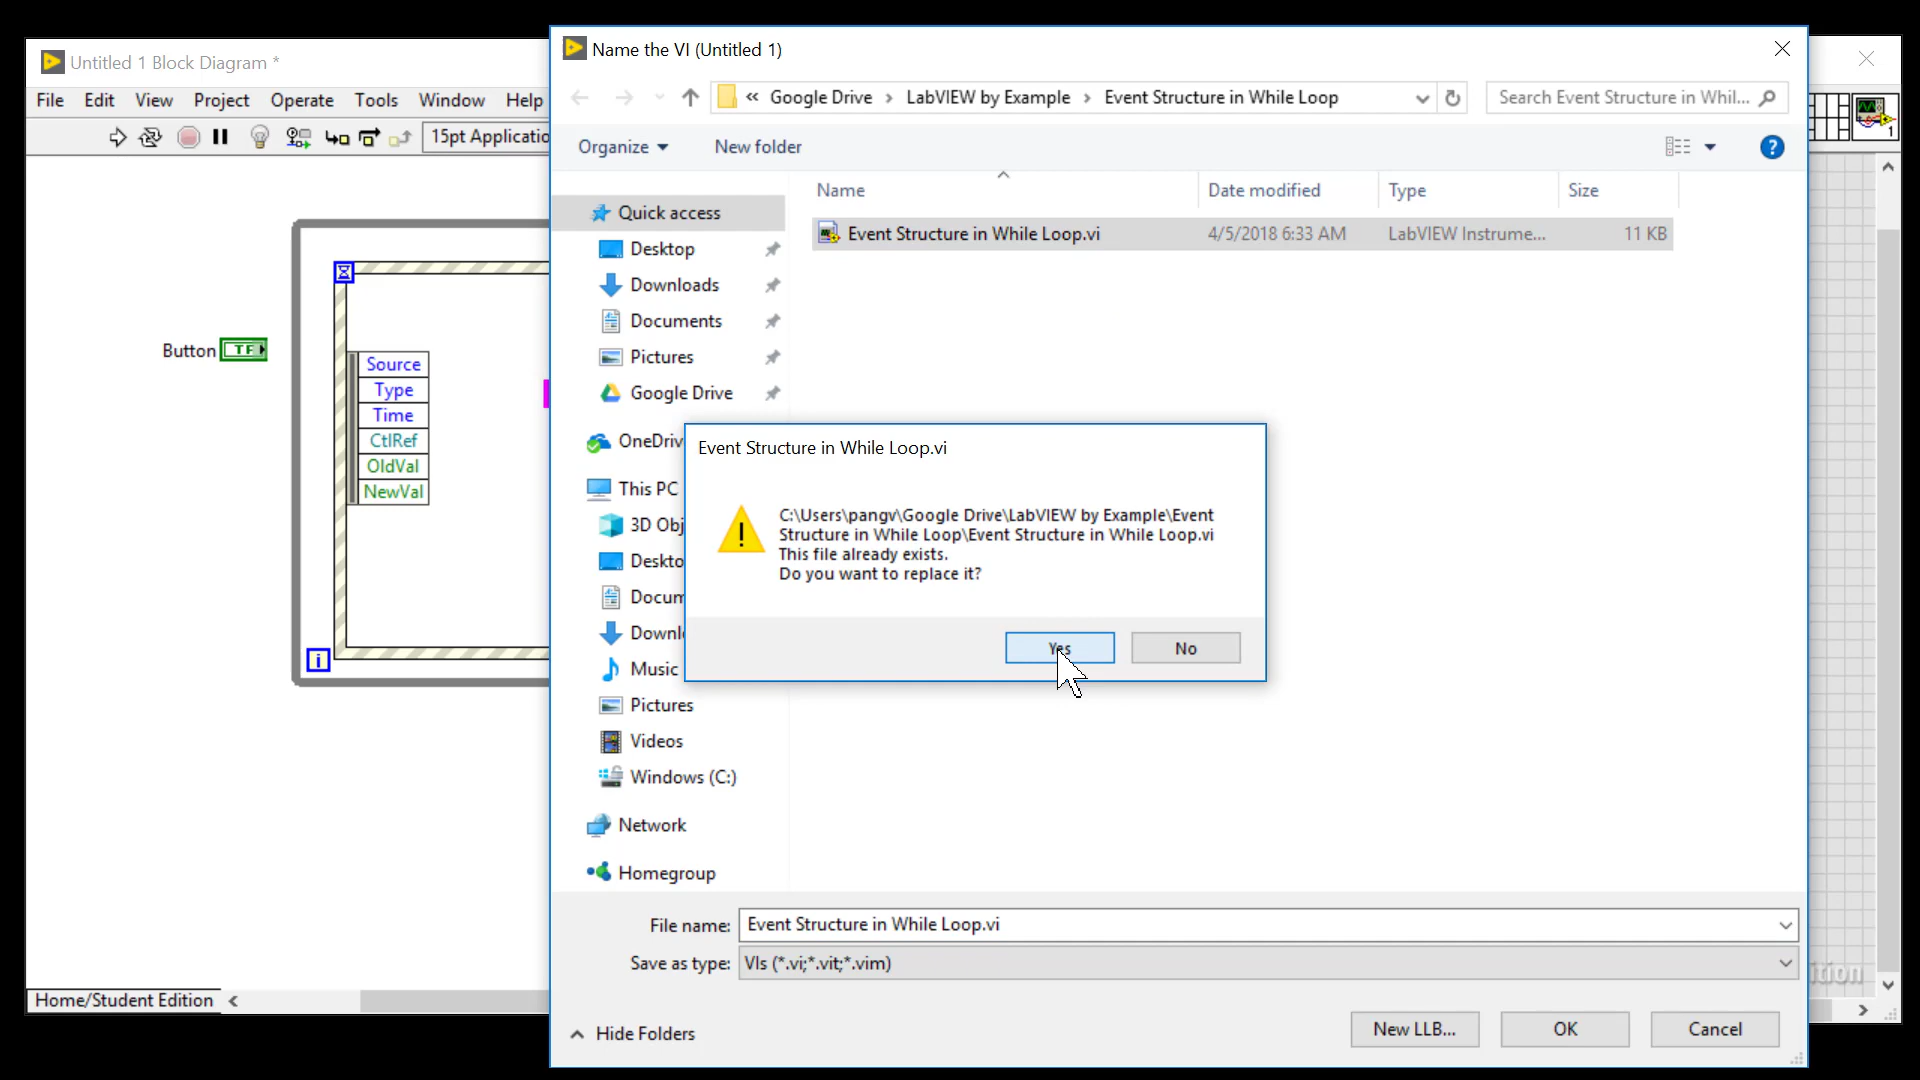 Untitled 1 Block Diagram *
File Edit View Project Operate Tools Window Help
15pt Applicatio
Button
TF
Source
Type
Time
CtlRef
OldVal
NewVal
i
Home/Student Edition <
Name the VI (Untitled 1)
« Google Drive > LabVIEW by Example > Event Structure in While Loop
Search Event Structure in Whil...
Organize New folder
?
Name Date modified Type Size
Event Structure in While Loop.vi 4/5/2018 6:33 AM LabVIEW Instrume... 11 KB
Quick access
Desktop
Downloads
Documents
Pictures
Google Drive
OneDriv
This PC
3D Obj
Deskto
Docum
Downl
Music
Pictures
Videos
Windows (C:)
Network
Homegroup
Event Structure in While Loop.vi
C:\Users\pangv\Google Drive\LabVIEW by Example\Event
Structure in While Loop\Event Structure in While Loop.vi
This file already exists.
Do you want to replace it?
Yes No
File name: Event Structure in While Loop.vi
Save as type: VIs (*.vi;*.vit;*.vim)
Hide Folders
New LLB... OK Cancel
1
ition